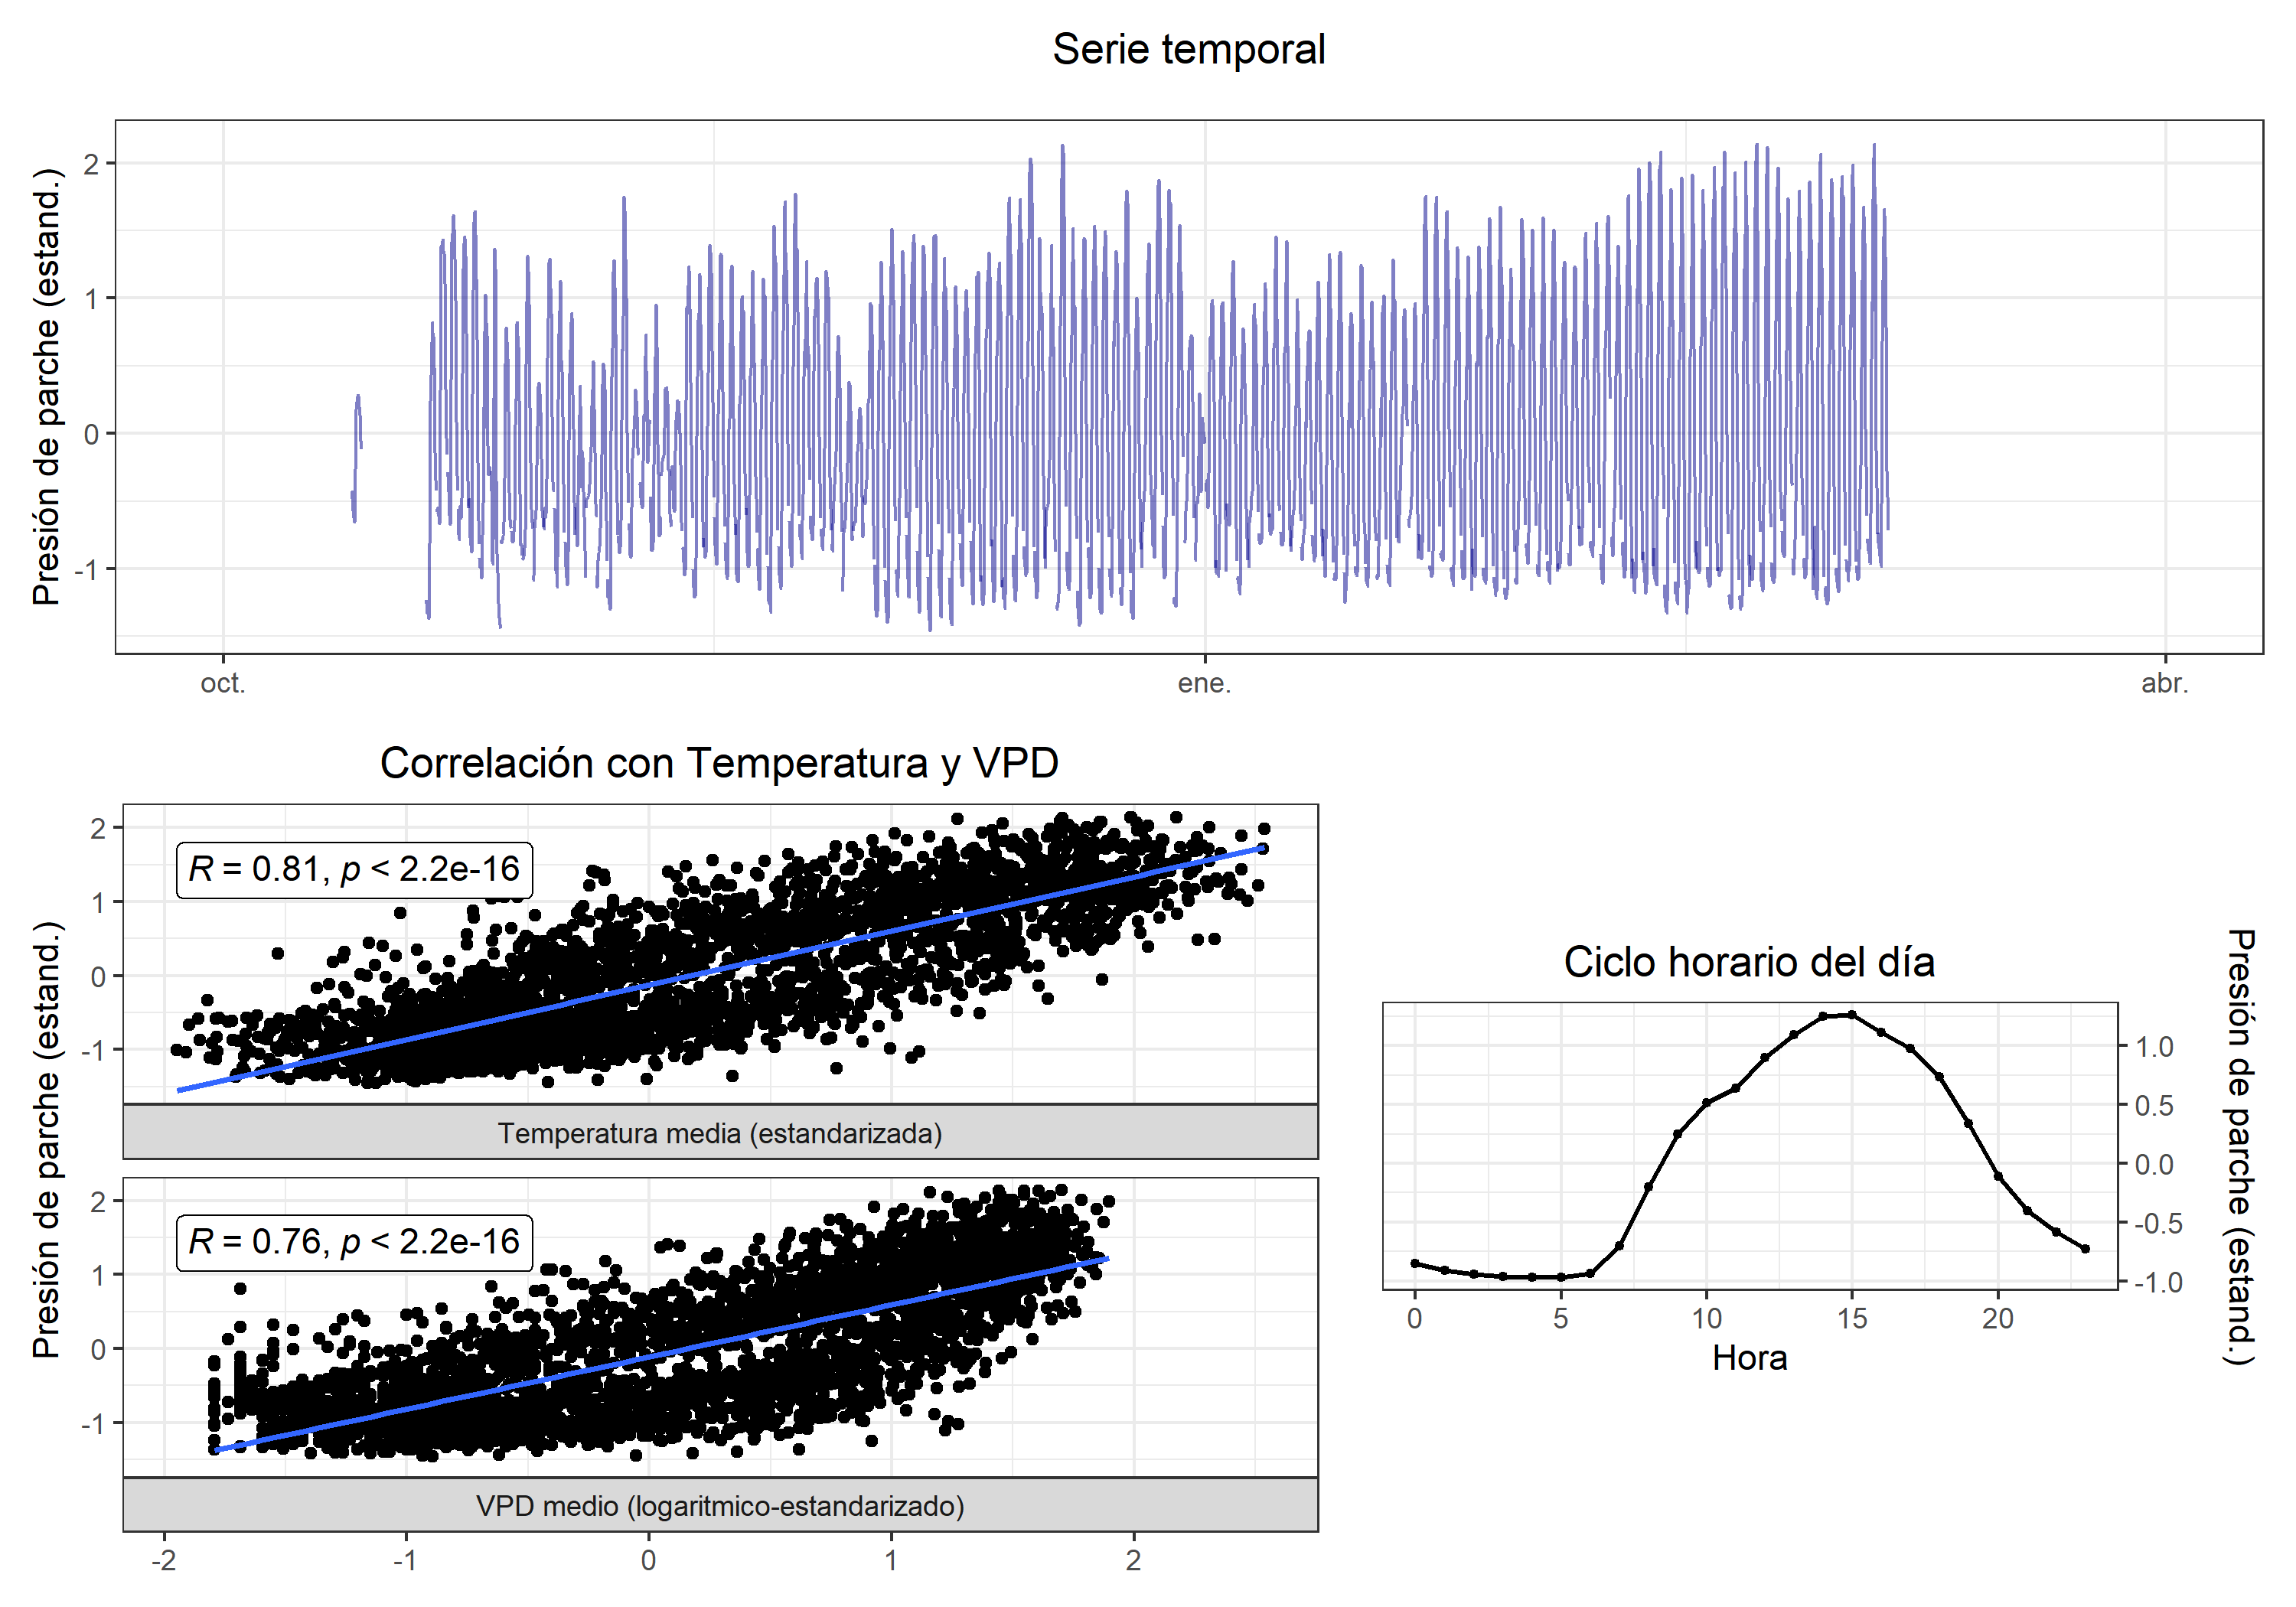 Serie temporal
Presión de parche (estand.)
2
1
0
-1
oct.
ene.
abr.
Correlación con Temperatura y VPD
Presión de parche (estand.)
2
1
0
-1
R = 0.81, p < 2.2e-16
Temperatura media (estandarizada)
2
1
0
-1
R = 0.76, p < 2.2e-16
VPD medio (logaritmico-estandarizado)
-2
-1
0
1
2
Ciclo horario del día
1.0
0.5
0.0
-0.5
-1.0
Presión de parche (estand.)
0
5
10
15
20
Hora